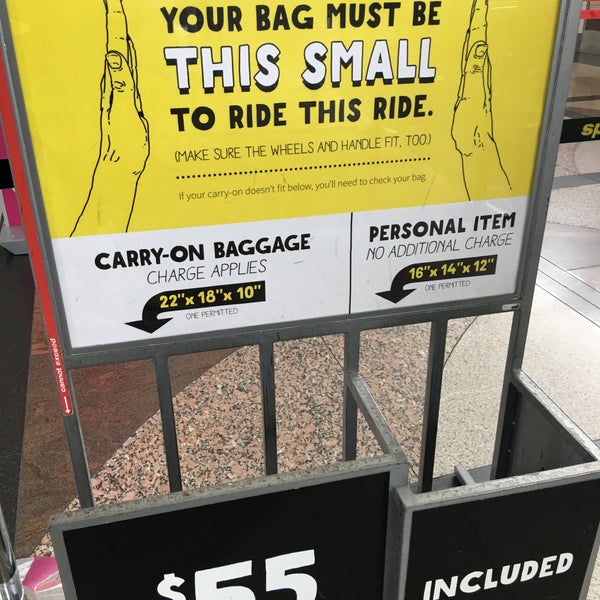 YOUR BAG MUST BE
THIS SMALL
TO RIDE THIS RIDE.
(MAKE SURE THE WHEELS AND HANDLE FIT, TOO.)
If your carry-on doesn't fit below, you'll need to check your bag.
CARRY-ON BAGGAGE
CHARGE APPLIES
22"x 18"x 10"
ONE PERMITTED
PERSONAL ITEM
NO ADDITIONAL CHARGE
16"x 14"x 12"
ONE PERMITTED
cannot exceed
sp
$55
INCLUDED